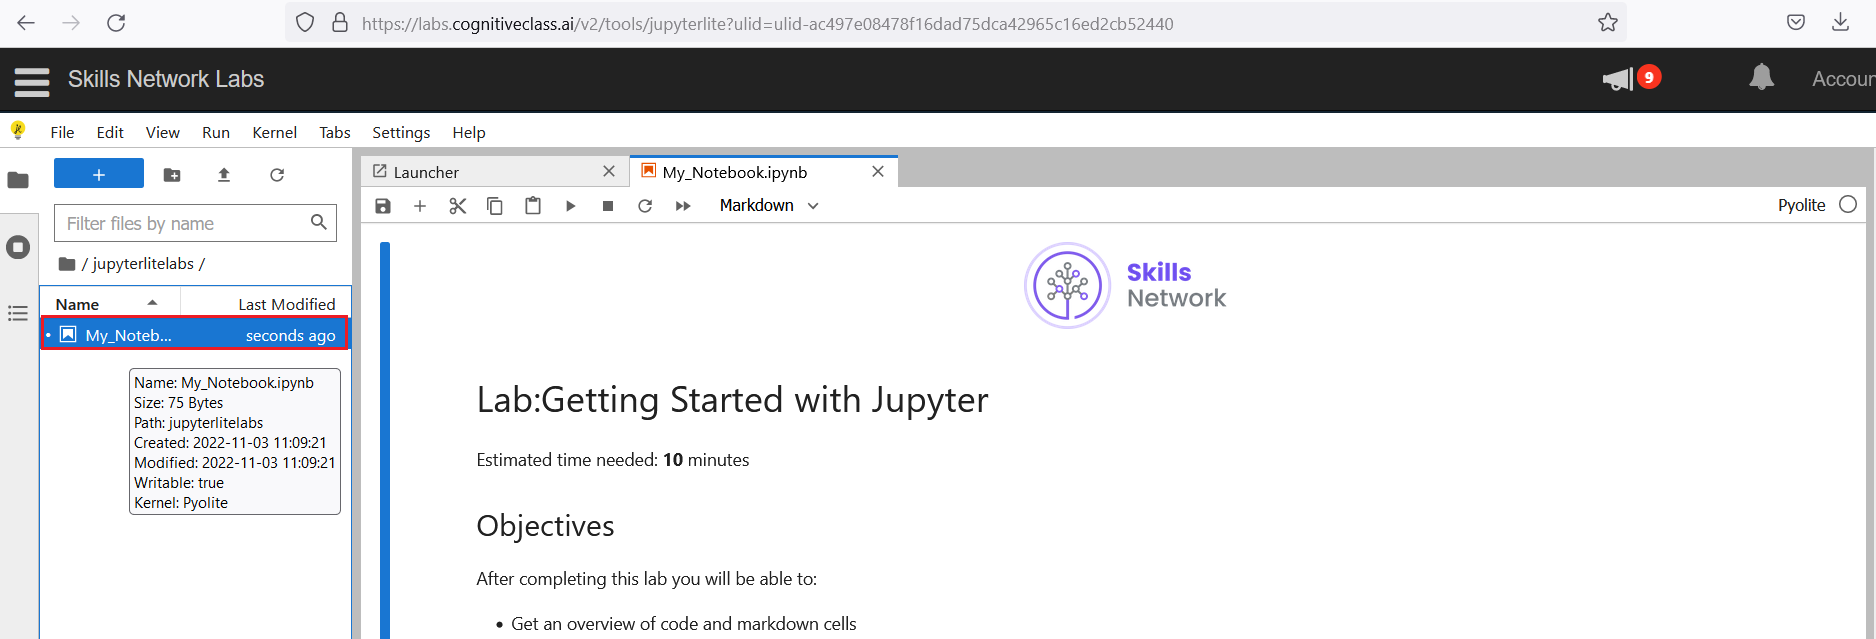 https://labs.cognitiveclass.ai/v2/tools/jupyterlite?ulid=ulid-ac497e08478f16dad75dca42965c16ed2cb52440
Skills Network Labs
9
Accoun
File Edit View Run Kernel Tabs Settings Help
+
Launcher
My_Notebook.ipynb
Filter files by name
Markdown
Pyolite
/ jupyterlitelabs /
Name
Last Modified
My_Noteb...
seconds ago
Name: My_Notebook.ipynb
Size: 75 Bytes
Path: jupyterlitelabs
Created: 2022-11-03 11:09:21
Modified: 2022-11-03 11:09:21
Writable: true
Kernel: Pyolite
Skills
Network
Lab:Getting Started with Jupyter
Estimated time needed: 10 minutes
Objectives
After completing this lab you will be able to:
• Get an overview of code and markdown cells